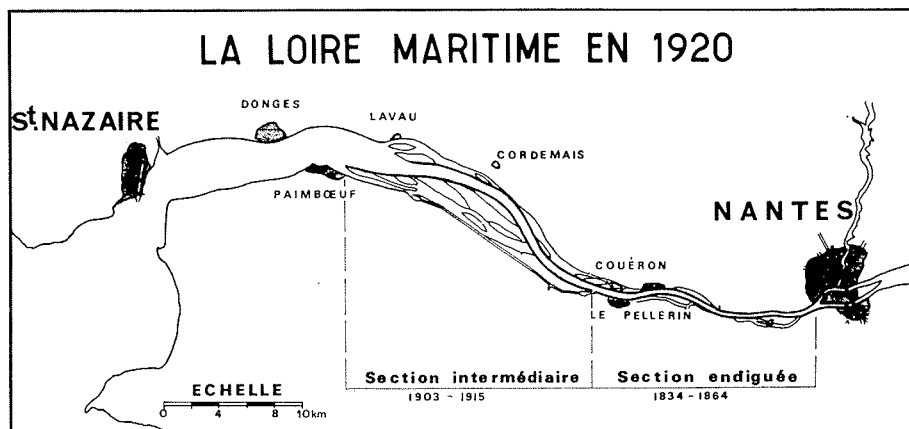 LA LOIRE MARITIME EN 1920
DONGES
LAVAU
St. NAZAIRE
CORDEMAIS
PAIMBŒUF
NANTES
COUËRON
LE PELLERIN
Section intermédiaire
1903 - 1915
Section endiguée
1834 - 1864
ECHELLE
0 4 6 10km